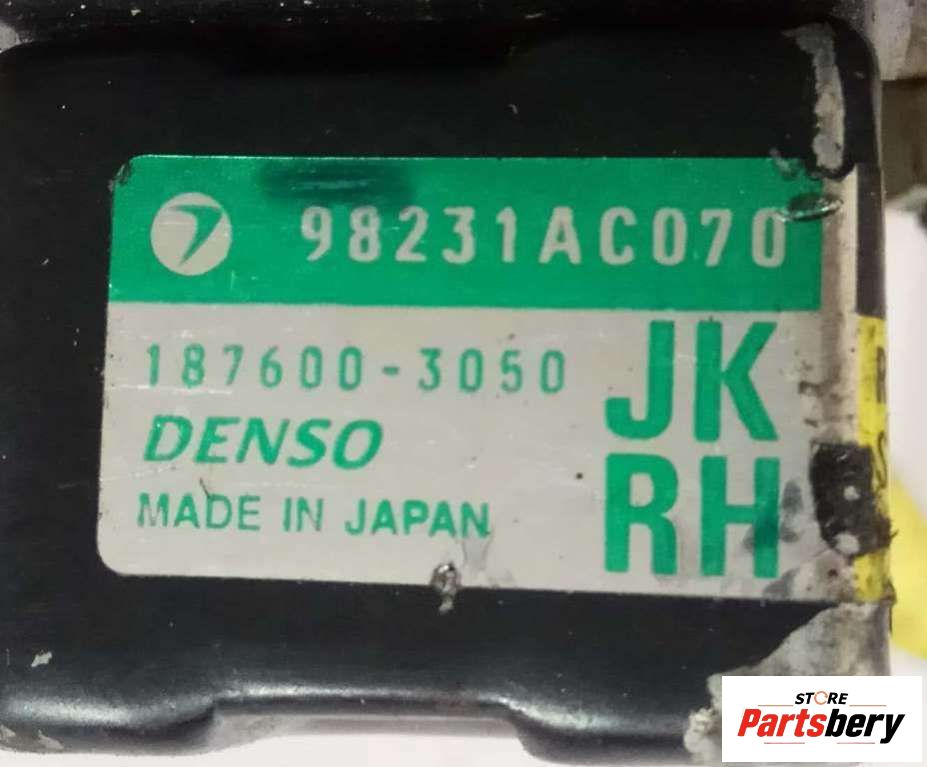 98231AC070
187600-3050
DENSO
MADE IN JAPAN
JK
RH
STORE
Partsbery